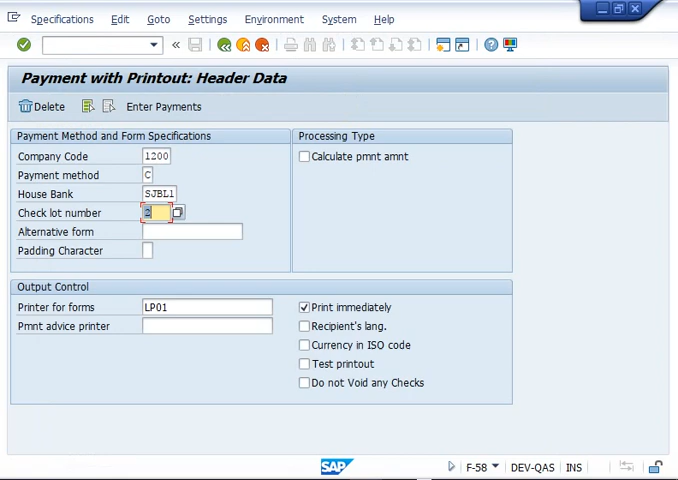 Specifications Edit Goto Settings Environment System Help
Payment with Printout: Header Data
Delete Enter Payments
Payment Method and Form Specifications
Company Code 1200
Payment method C
House Bank SJBL1
Check lot number 2
Alternative form
Padding Character
Processing Type
Calculate pmnt amnt
Output Control
Printer for forms LP01
Pmnt advice printer
Print immediately
Recipient's lang.
Currency in ISO code
Test printout
Do not Void any Checks
SAP F-58 DEV-QAS INS